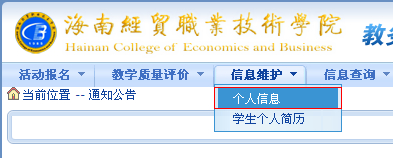 海南經貿職業技術學院 教务
Hainan College of Economics and Business
活动报名 教学质量评价 信息维护 信息查询
当前位置 -- 通知公告
个人信息
学生个人简历